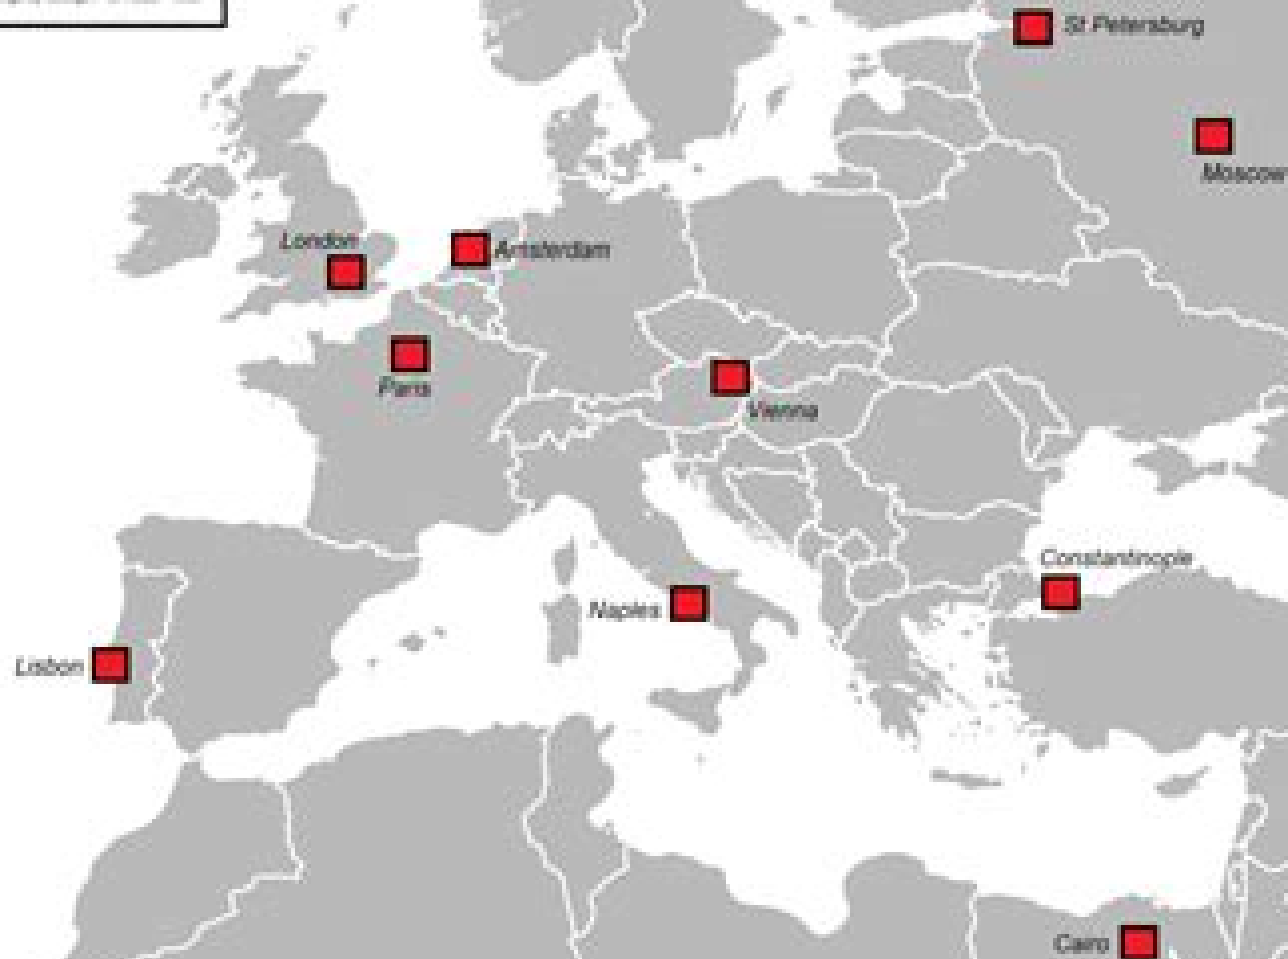 St Petersburg
Moscow
London
Amsterdam
Paris
Vienna
Constantinople
Naples
Lisbon
Cairo